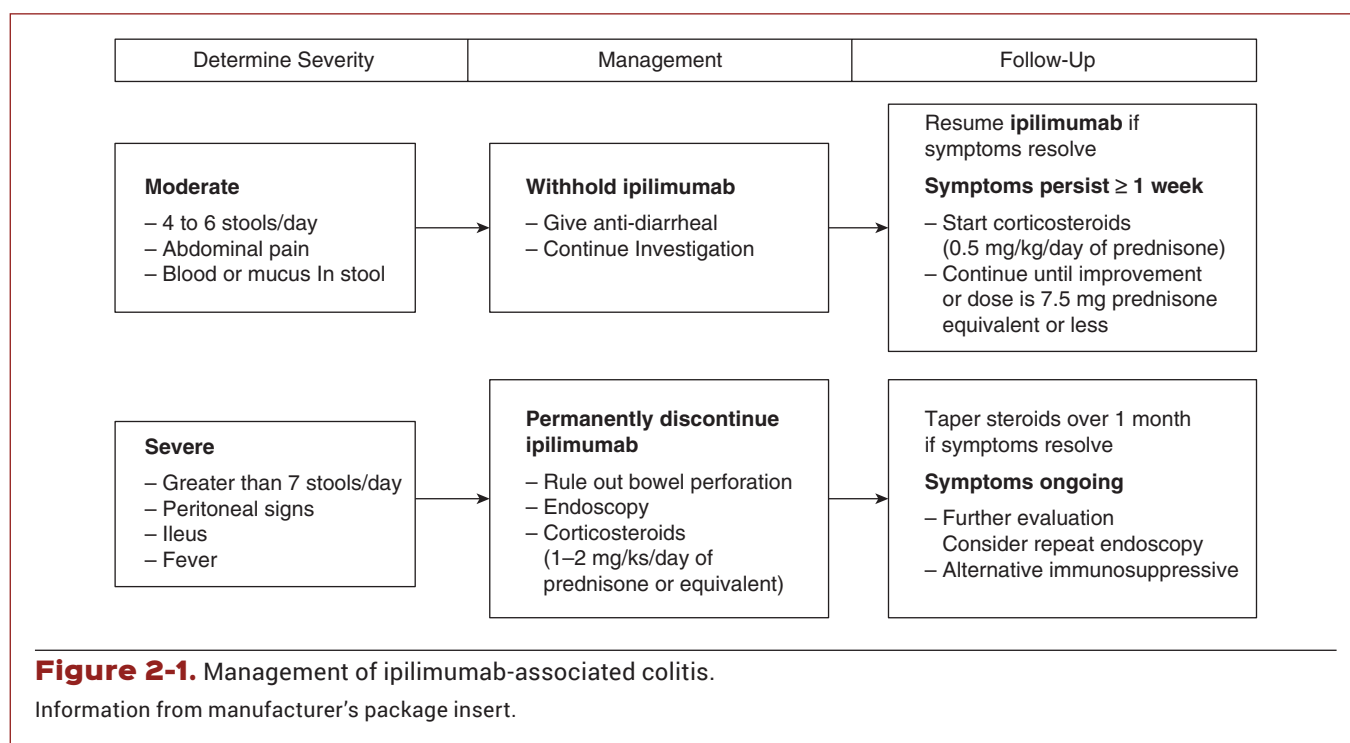 Determine Severity
Management
Follow-Up
Moderate
– 4 to 6 stools/day
– Abdominal pain
– Blood or mucus In stool
Withhold ipilimumab
– Give anti-diarrheal
– Continue Investigation
Resume ipilimumab if
symptoms resolve
Symptoms persist ≥ 1 week
– Start corticosteroids
(0.5 mg/kg/day of prednisone)
– Continue until improvement
or dose is 7.5 mg prednisone
equivalent or less
Severe
– Greater than 7 stools/day
– Peritoneal signs
– Ileus
– Fever
Permanently discontinue
ipilimumab
– Rule out bowel perforation
– Endoscopy
– Corticosteroids
(1–2 mg/ks/day of
prednisone or equivalent)
Taper steroids over 1 month
if symptoms resolve
Symptoms ongoing
– Further evaluation
Consider repeat endoscopy
– Alternative immunosuppressive
Figure 2-1. Management of ipilimumab-associated colitis.
Information from manufacturer's package insert.